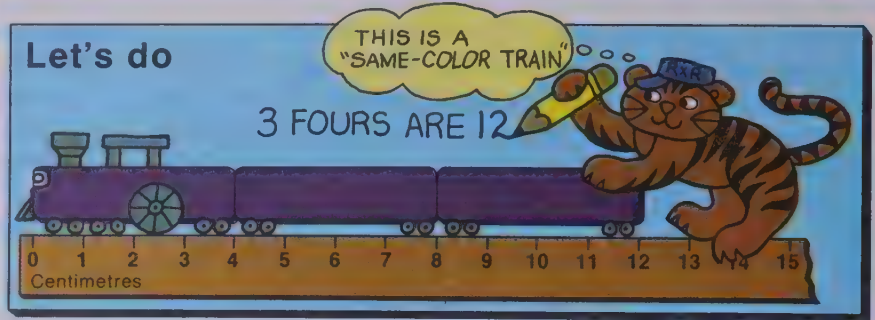 Let's do
THIS IS A
"SAME-COLOR TRAIN"
RxR
3 FOURS ARE 12
0 1 2 3 4 5 6 7 8 9 10 11 12 13 14 15
Centimetres